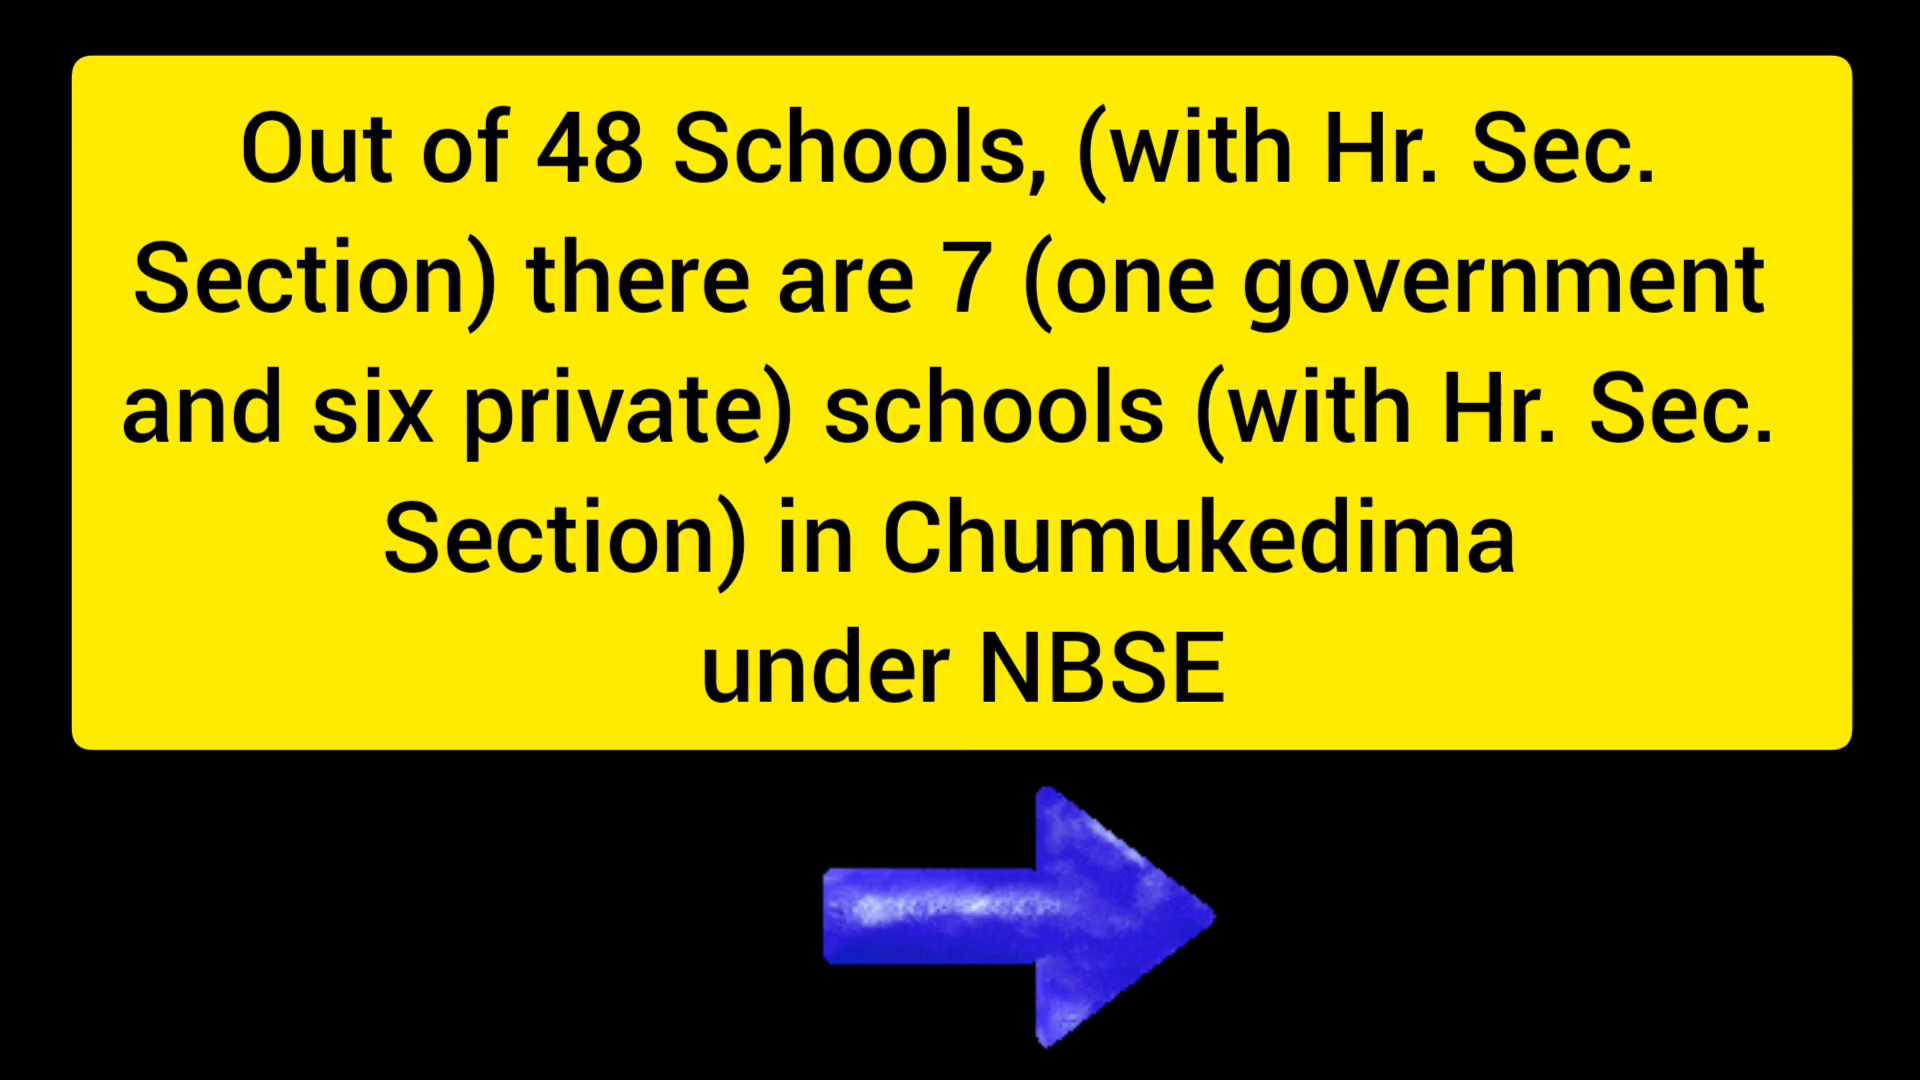 Out of 48 Schools, (with Hr. Sec.
Section) there are 7 (one government
and six private) schools (with Hr. Sec.
Section) in Chumukedima
under NBSE